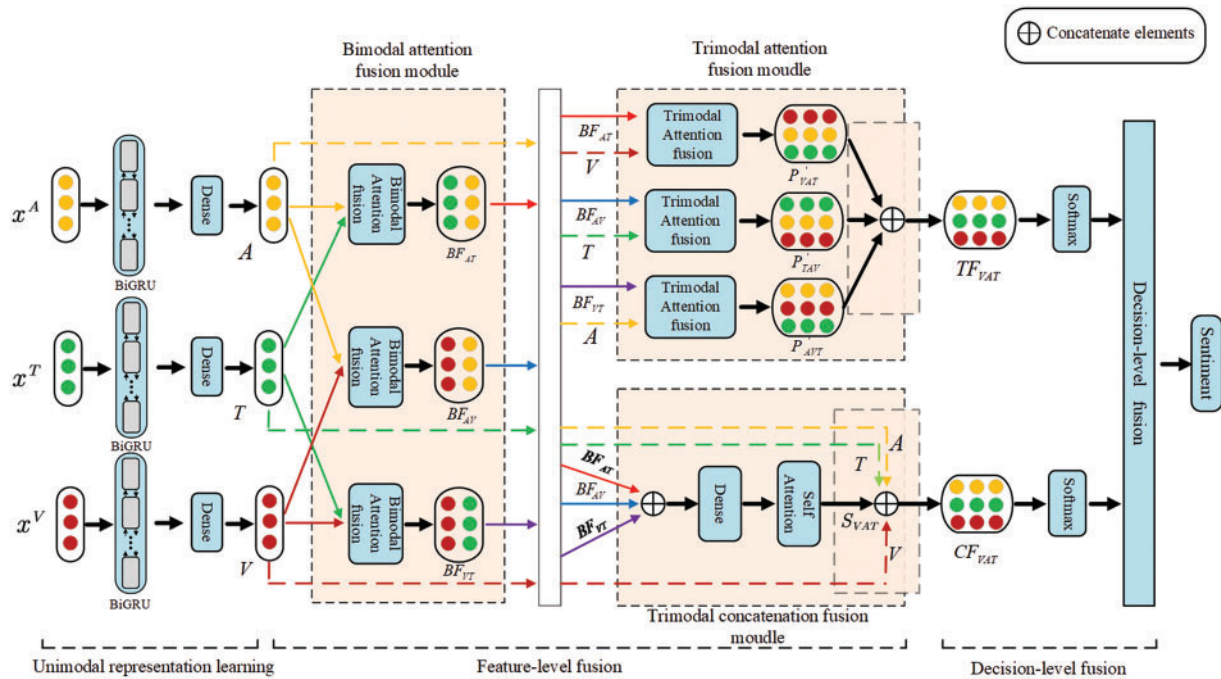 Concatenate elements
Bimodal attention
fusion module
Trimodal attention
fusion moudle
x^A
BiGRU
Dense
A
Bimodal
Attention
fusion
BF_AT
x^T
BiGRU
Dense
T
Bimodal
Attention
fusion
BF_AV
x^V
BiGRU
Dense
V
Bimodal
Attention
fusion
BF_VT
BF_AT
V
Trimodal
Attention
fusion
P'_VAT
BF_AV
T
Trimodal
Attention
fusion
P'_TAV
BF_VT
A
Trimodal
Attention
fusion
P'_AVT
TF_VAT
Softmax
BF_AT
BF_AV
BF_VT
Dense
Self
Attention
S_VAT
A
T
V
CF_VAT
Softmax
Decision-level fusion
Sentiment
Trimodal concatenation fusion
moudle
Unimodal representation learning
Feature-level fusion
Decision-level fusion